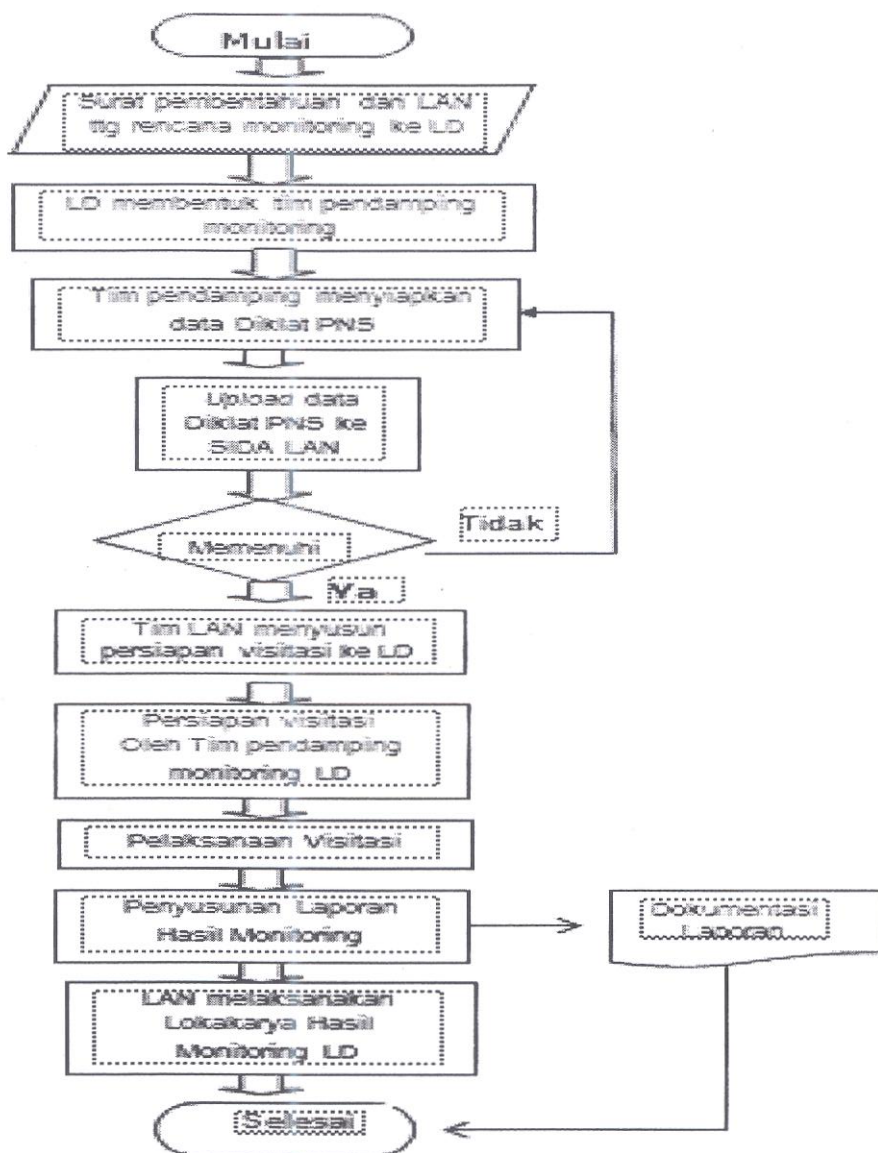 Mulai
Surat pemberitahuan dari LAN
ttg rencana monitoring ke LD
LD membentuk tim pendamping
monitoring
Tim pendamping menyiapkan
data Diklat PNS
Upload data
Diklat PNS ke
SIDA LAN
Memenuhi
Tidak
Ya
Tim LAN menyusun
persiapan visitasi ke LD
Persiapan visitasi
Oleh Tim pendamping
monitoring LD
Pelaksanaan Visitasi
Penyusunan Laporan
Hasil Monitoring
Dokumentasi
Laporan
LAN melaksanakan
Lokakarya Hasil
Monitoring LD
Selesai